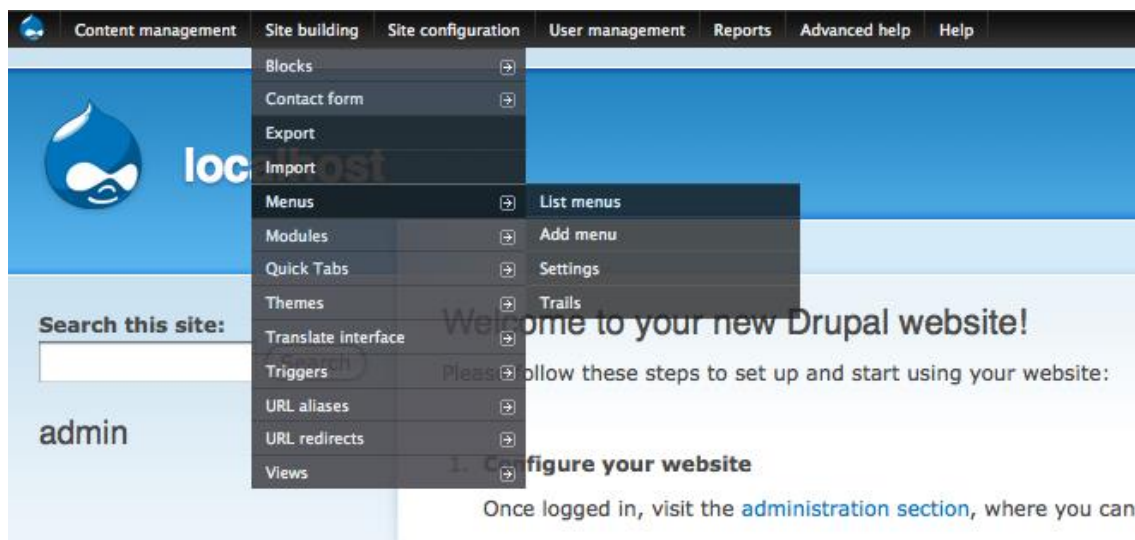 Content management Site building Site configuration User management Reports Advanced help Help
Blocks
Contact form
Export
localhost
Import
Menus List menus
Modules Add menu
Quick Tabs Settings
Themes Trails
Search this site: Welcome to your new Drupal website!
Translate interface
Search
Triggers Please follow these steps to set up and start using your website:
URL aliases
admin
URL redirects
1. Configure your website
Views
Once logged in, visit the administration section, where you can